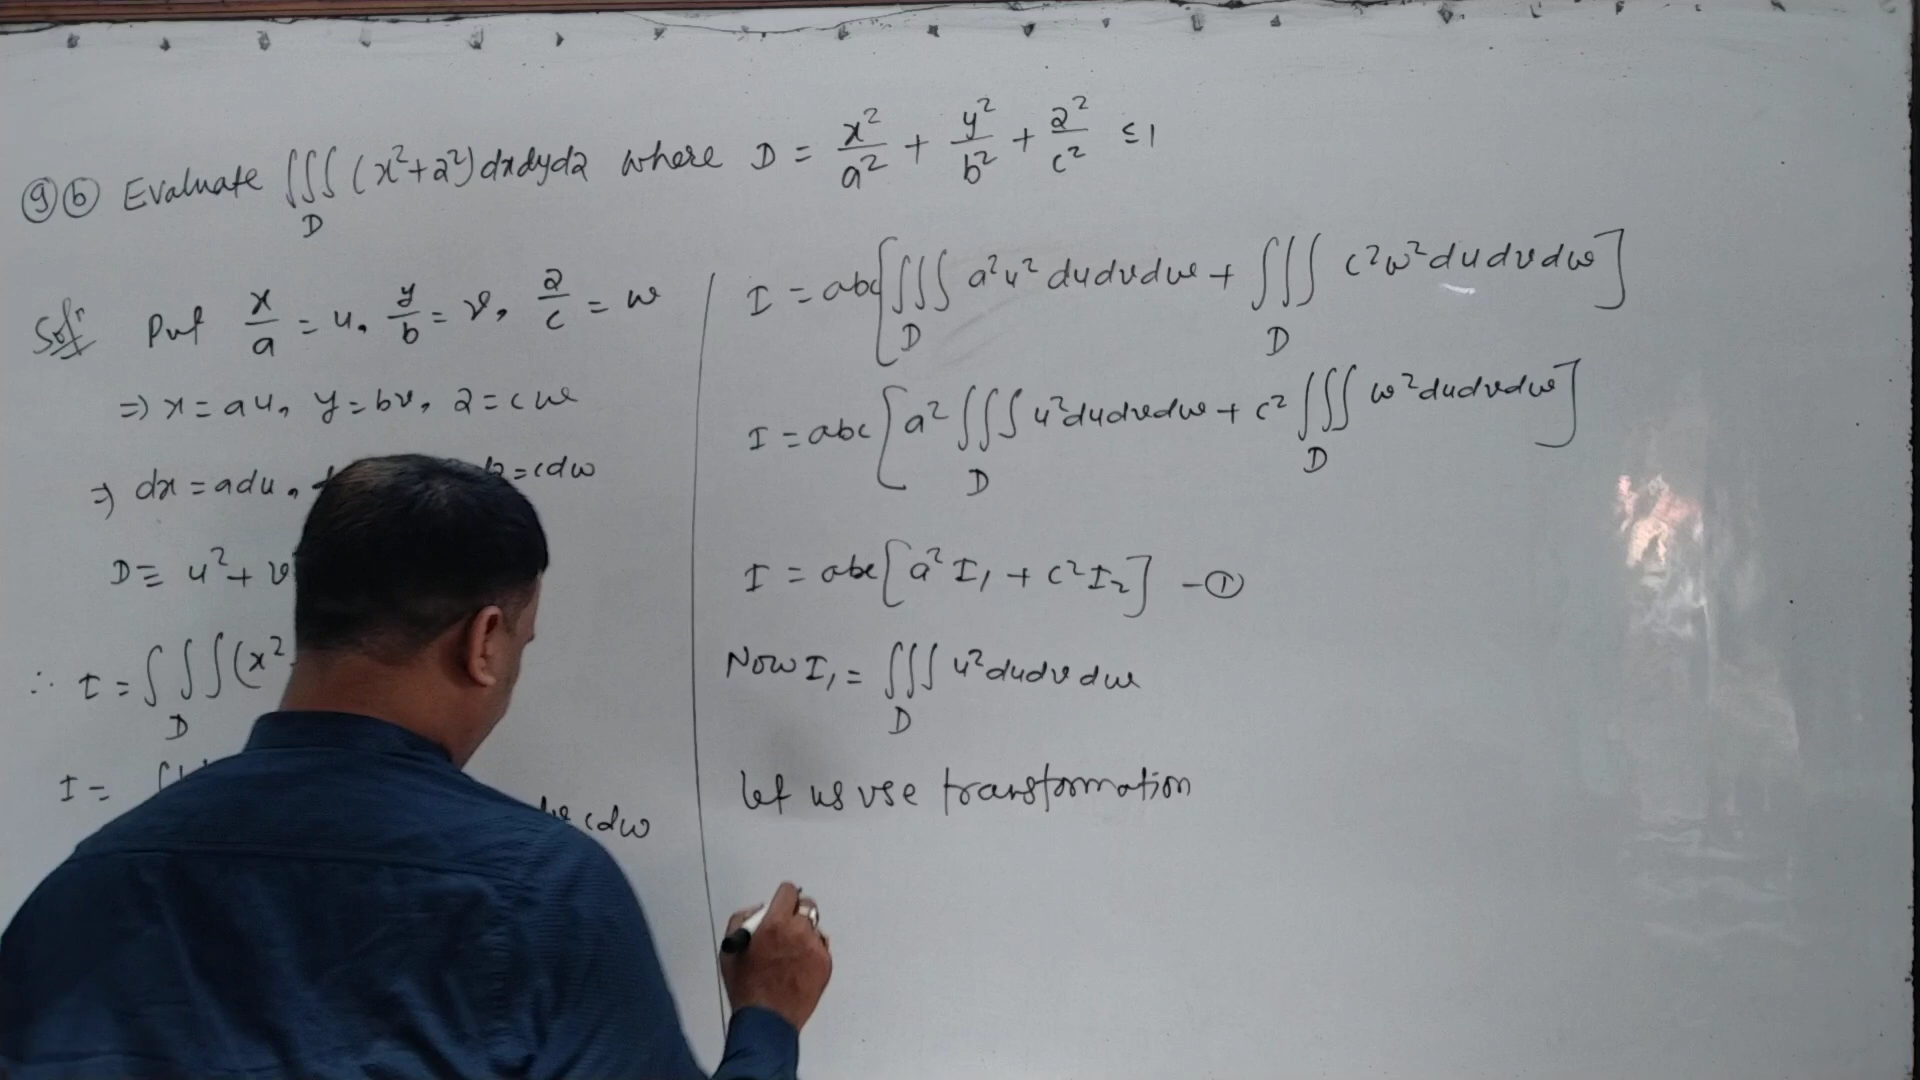 9 b Evaluate ∭_D (x²+z²) dxdydz where D = x²/a² + y²/b² + z²/c² ≤ 1
Sol: Put x/a = u, y/b = v, z/c = w
⇒ x = au, y = bv, z = cw
⇒ dx = adu, = cdw
D ≡ u² + v
∴ I = ∭_D (x²
I = cdw
I = abc[∭_D a²u² dudvdw + ∭_D c²w² dudvdw]
I = abc[a² ∭_D u² dudvdw + c² ∭_D w² dudvdw]
I = abc[a² I₁ + c² I₂] - ①
Now I₁ = ∭_D u² dudvdw
let us use transformation